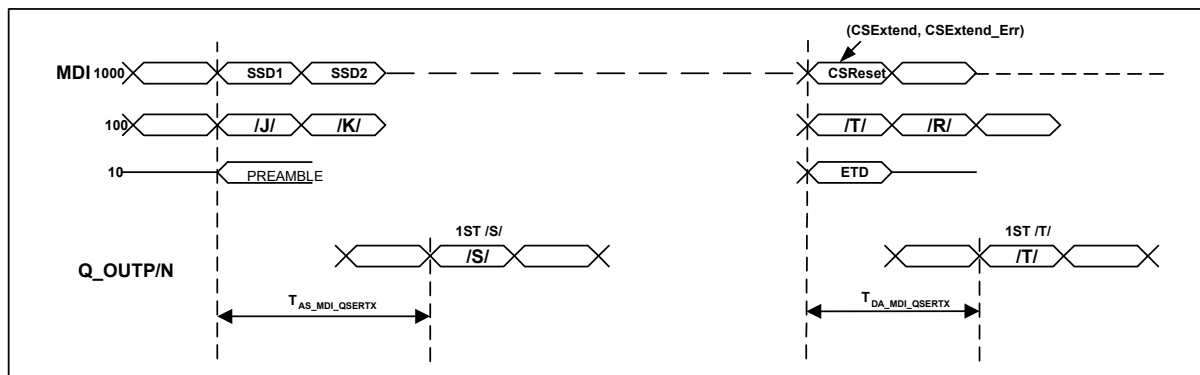 (CSExtend, CSExtend_Err)
MDI 1000 SSD1 SSD2 CSReset
100 /J/ /K/ /T/ /R/
10 PREAMBLE ETD
1ST /S/ 1ST /T/
Q_OUTP/N /S/ /T/
TAS_MDI_QSERTX TDA_MDI_QSERTX